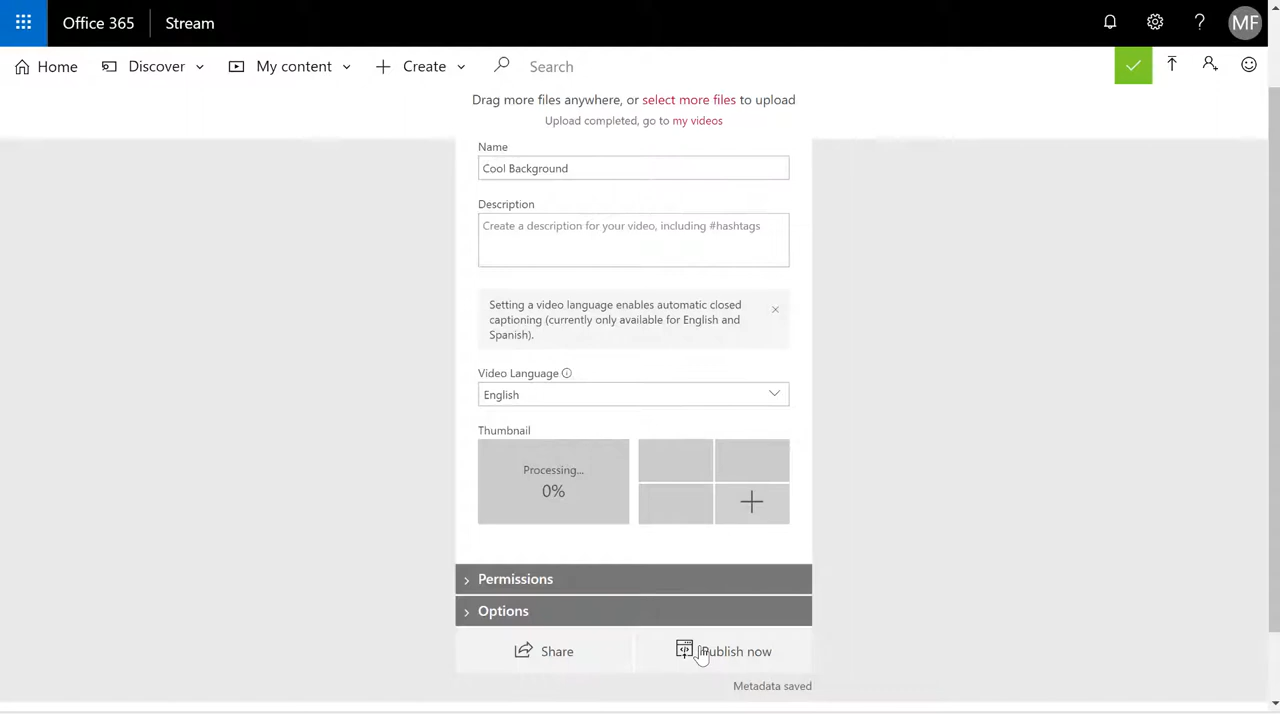 Office 365
Stream
MF
Home
Discover
My content
Create
Search
Drag more files anywhere, or select more files to upload
Upload completed, go to my videos
Name
Cool Background
Description
Create a description for your video, including #hashtags
Setting a video language enables automatic closed
captioning (currently only available for English and
Spanish).
Video Language
English
Thumbnail
Processing...
0%
Permissions
Options
Share
Publish now
Metadata saved